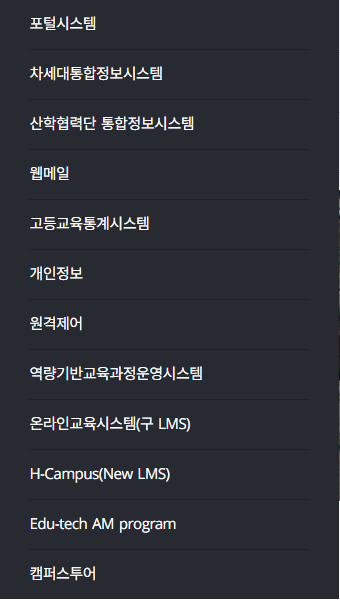 포털시스템
차세대통합정보시스템
산학협력단 통합정보시스템
웹메일
고등교육통계시스템
개인정보
원격제어
역량기반교육과정운영시스템
온라인교육시스템(구 LMS)
H-Campus(New LMS)
Edu-tech AM program
캠퍼스투어